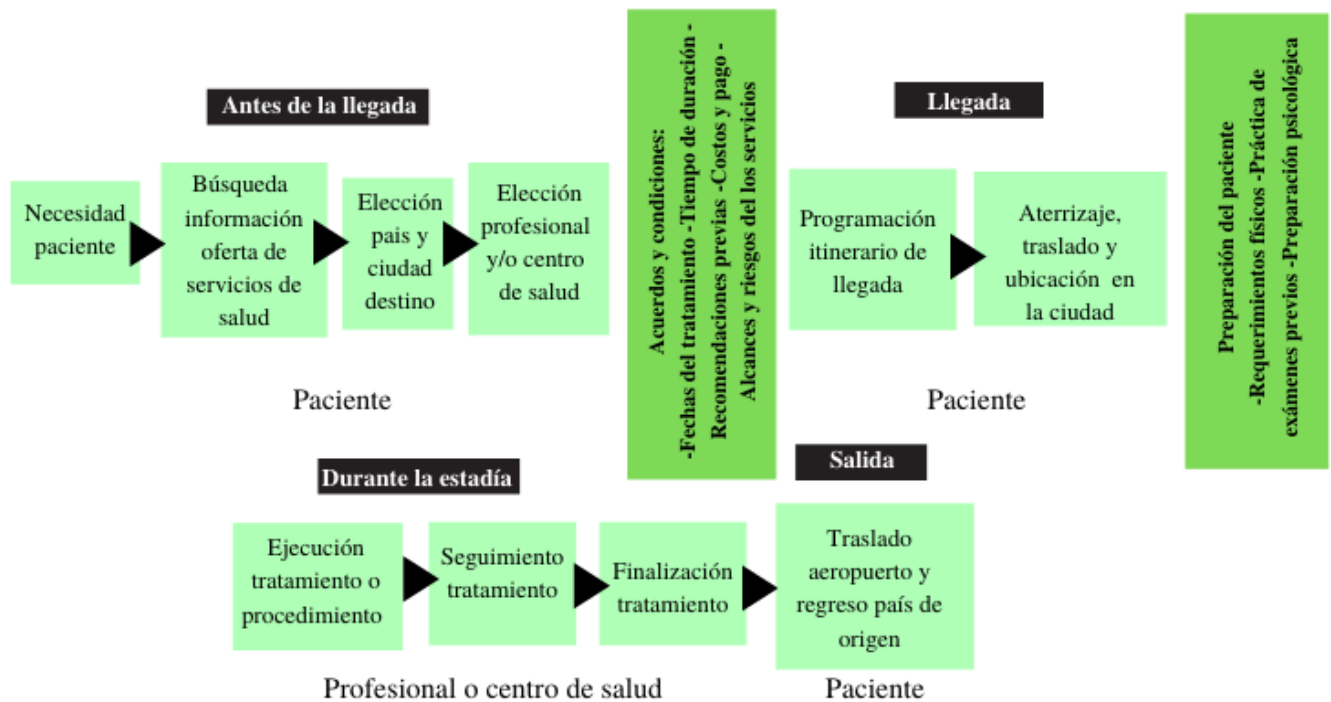 Antes de la llegada
Necesidad
paciente
Búsqueda
información
oferta de
servicios de
salud
Elección
pais y
ciudad
destino
Elección
profesional
y/o centro
de salud
Paciente
Acuerdos y condiciones:
-Fechas del tratamiento -Tiempo de duración -
Recomendaciones previas -Costos y pago -
Alcances y riesgos del los servicios
Llegada
Programación
itinerario de
llegada
Aterrizaje,
traslado y
ubicación en
la ciudad
Paciente
Preparación del paciente
-Requerimientos físicos -Práctica de
exámenes previos -Preparación psicológica
Durante la estadía
Ejecución
tratamiento o
procedimiento
Seguimiento
tratamiento
Finalización
tratamiento
Profesional o centro de salud
Salida
Traslado
aeropuerto y
regreso país de
origen
Paciente